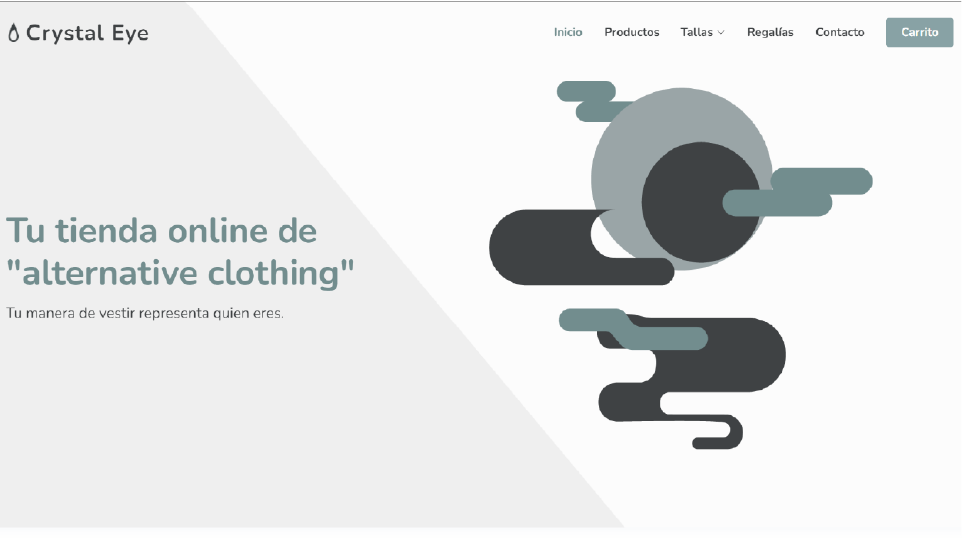 Crystal Eye
Inicio Productos Tallas Regalías Contacto Carrito
Tu tienda online de
"alternative clothing"
Tu manera de vestir representa quien eres.